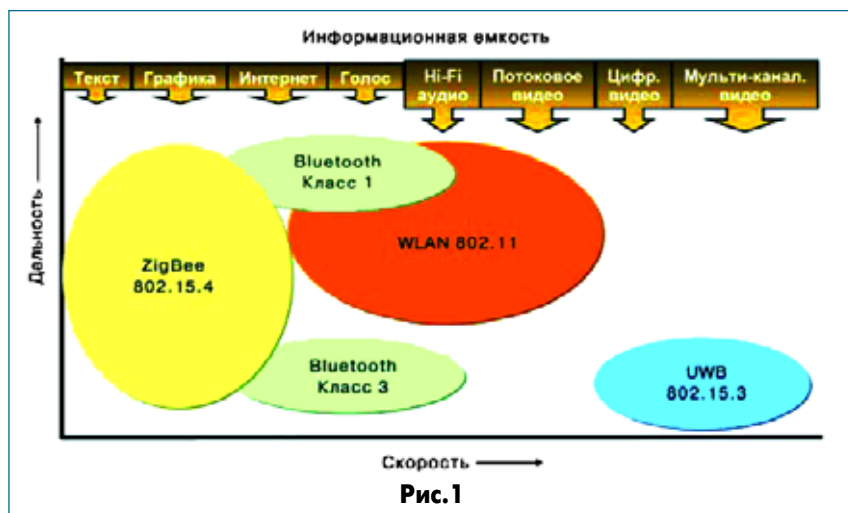 Информационная емкость
Текст Графика Интернет Голос Hi-Fi аудио Потоковое видео Цифр. видео Мульти-канал. видео
Дальность
Bluetooth
Класс 1
WLAN 802.11
ZigBee
802.15.4
Bluetooth
Класс 3
UWB
802.15.3
Скорость
Рис.1